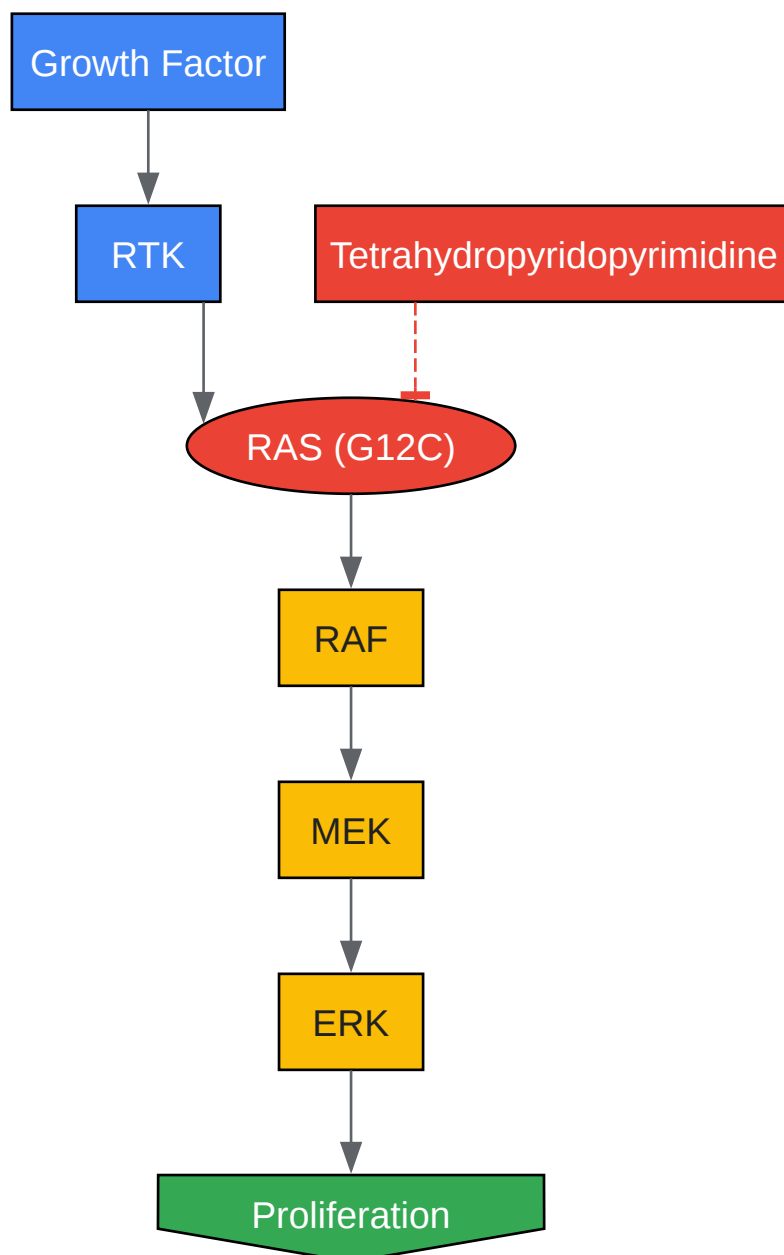 Growth Factor
RTK
Tetrahydropyridopyrimidine
RAS (G12C)
RAF
MEK
ERK
Proliferation